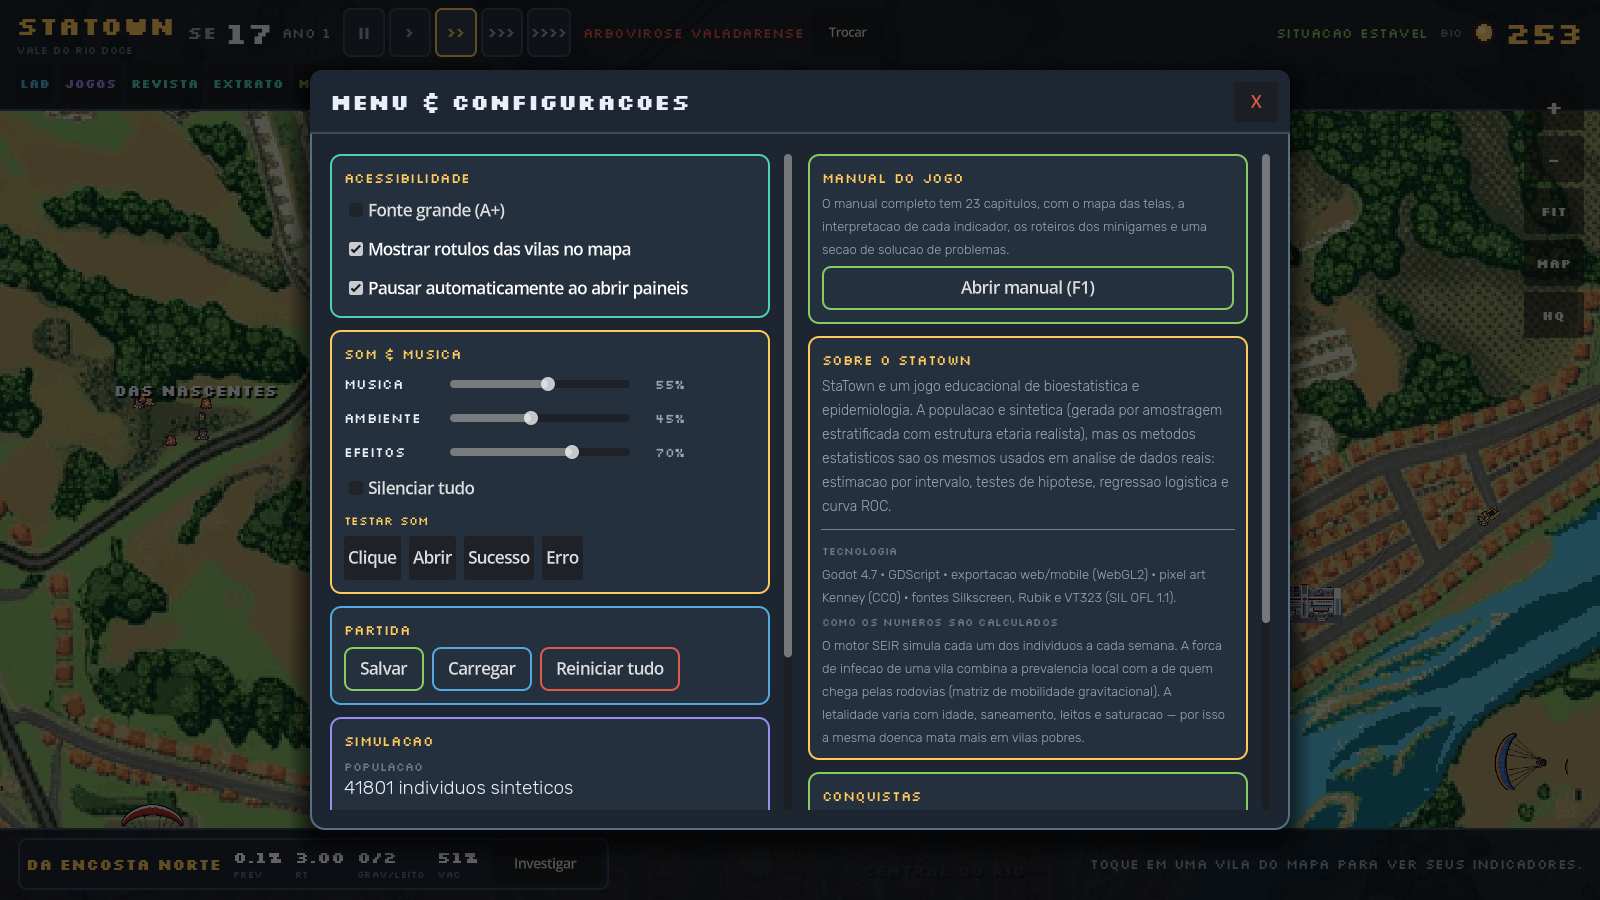 STATOWN
VALE DO RIO DOCE
SE 17 ANO 1
II > >> >>> >>>>
ARBOVIROSE VALADARENSE
Trocar
SITUACAO ESTAVEL
BIO
253
LAB JOGOS REVISTA EXTRATO
MENU & CONFIGURACOES
X
ACESSIBILIDADE
Fonte grande (A+)
Mostrar rotulos das vilas no mapa
Pausar automaticamente ao abrir paineis
SOM & MUSICA
MUSICA 55%
AMBIENTE 45%
EFEITOS 70%
Silenciar tudo
TESTAR SOM
Clique Abrir Sucesso Erro
PARTIDA
Salvar Carregar Reiniciar tudo
SIMULACAO
POPULACAO
41801 individuos sinteticos
MANUAL DO JOGO
O manual completo tem 23 capitulos, com o mapa das telas, a
interpretacao de cada indicador, os roteiros dos minigames e uma
secao de solucao de problemas.
Abrir manual (F1)
SOBRE O STATOWN
StaTown e um jogo educacional de bioestatistica e
epidemiologia. A populacao e sintetica (gerada por amostragem
estratificada com estrutura etaria realista), mas os metodos
estatisticos sao os mesmos usados em analise de dados reais:
estimacao por intervalo, testes de hipotese, regressao logistica e
curva ROC.
TECNOLOGIA
Godot 4.7 • GDScript • exportacao web/mobile (WebGL2) • pixel art
Kenney (CC0) • fontes Silkscreen, Rubik e VT323 (SIL OFL 1.1).
COMO OS NUMEROS SAO CALCULADOS
O motor SEIR simula cada um dos individuos a cada semana. A forca
de infecao de uma vila combina a prevalencia local com a de quem
chega pelas rodovias (matriz de mobilidade gravitacional). A
letalidade varia com idade, saneamento, leitos e saturacao — por isso
a mesma doenca mata mais em vilas pobres.
CONQUISTAS
+
−
FIT
MAP
HQ
DAS NASCENTES
DA ENCOSTA NORTE
0.1% 3.00 0/2 51%
PREV RT GRAV/LEITO VAC
Investigar
CENTRAL DO RIO
TOQUE EM UMA VILA DO MAPA PARA VER SEUS INDICADORES.